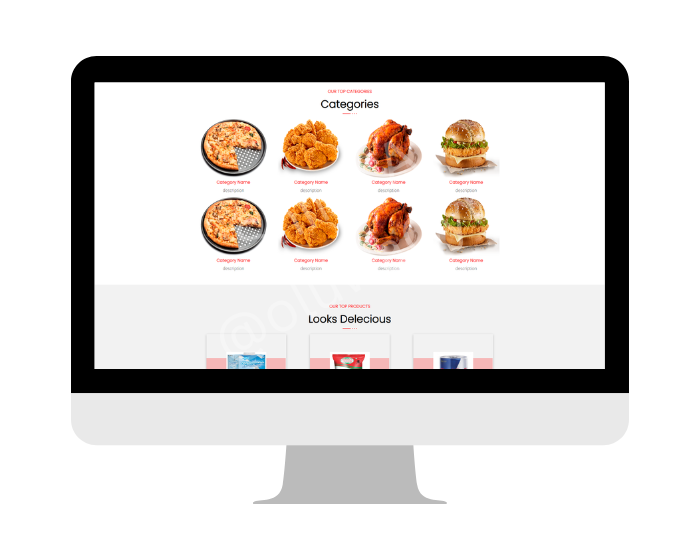 OUR TOP CATEGORIES
Categories
Category Name Category Name Category Name Category Name
description description description description
Category Name Category Name Category Name Category Name
description description description description
OUR TOP PRODUCTS
Looks Delecious